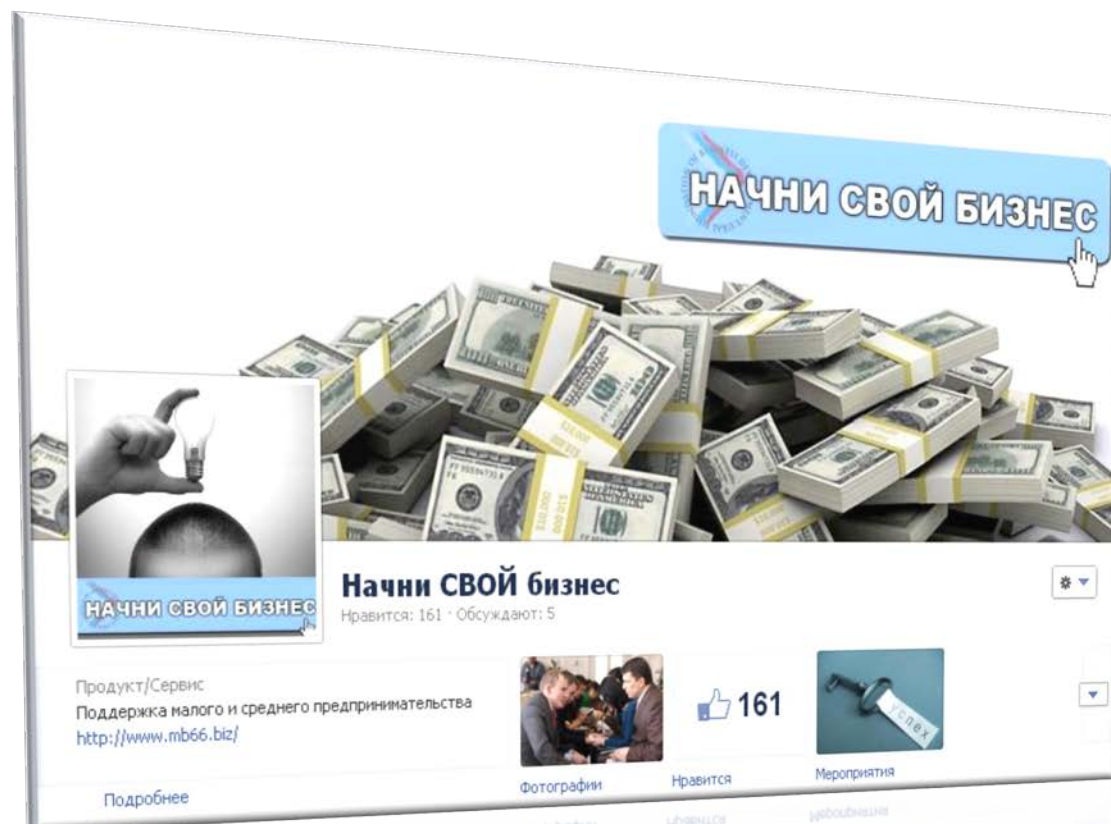 НАЧНИ СВОЙ БИЗНЕС
НАЧНИ СВОЙ БИЗНЕС
Начни СВОЙ бизнес
Нравится: 161 · Обсуждают: 5
Продукт/Сервис
Поддержка малого и среднего предпринимательства
http://www.mb66.biz/
Подробнее
161
успех
Фотографии
Нравится
Мероприятия